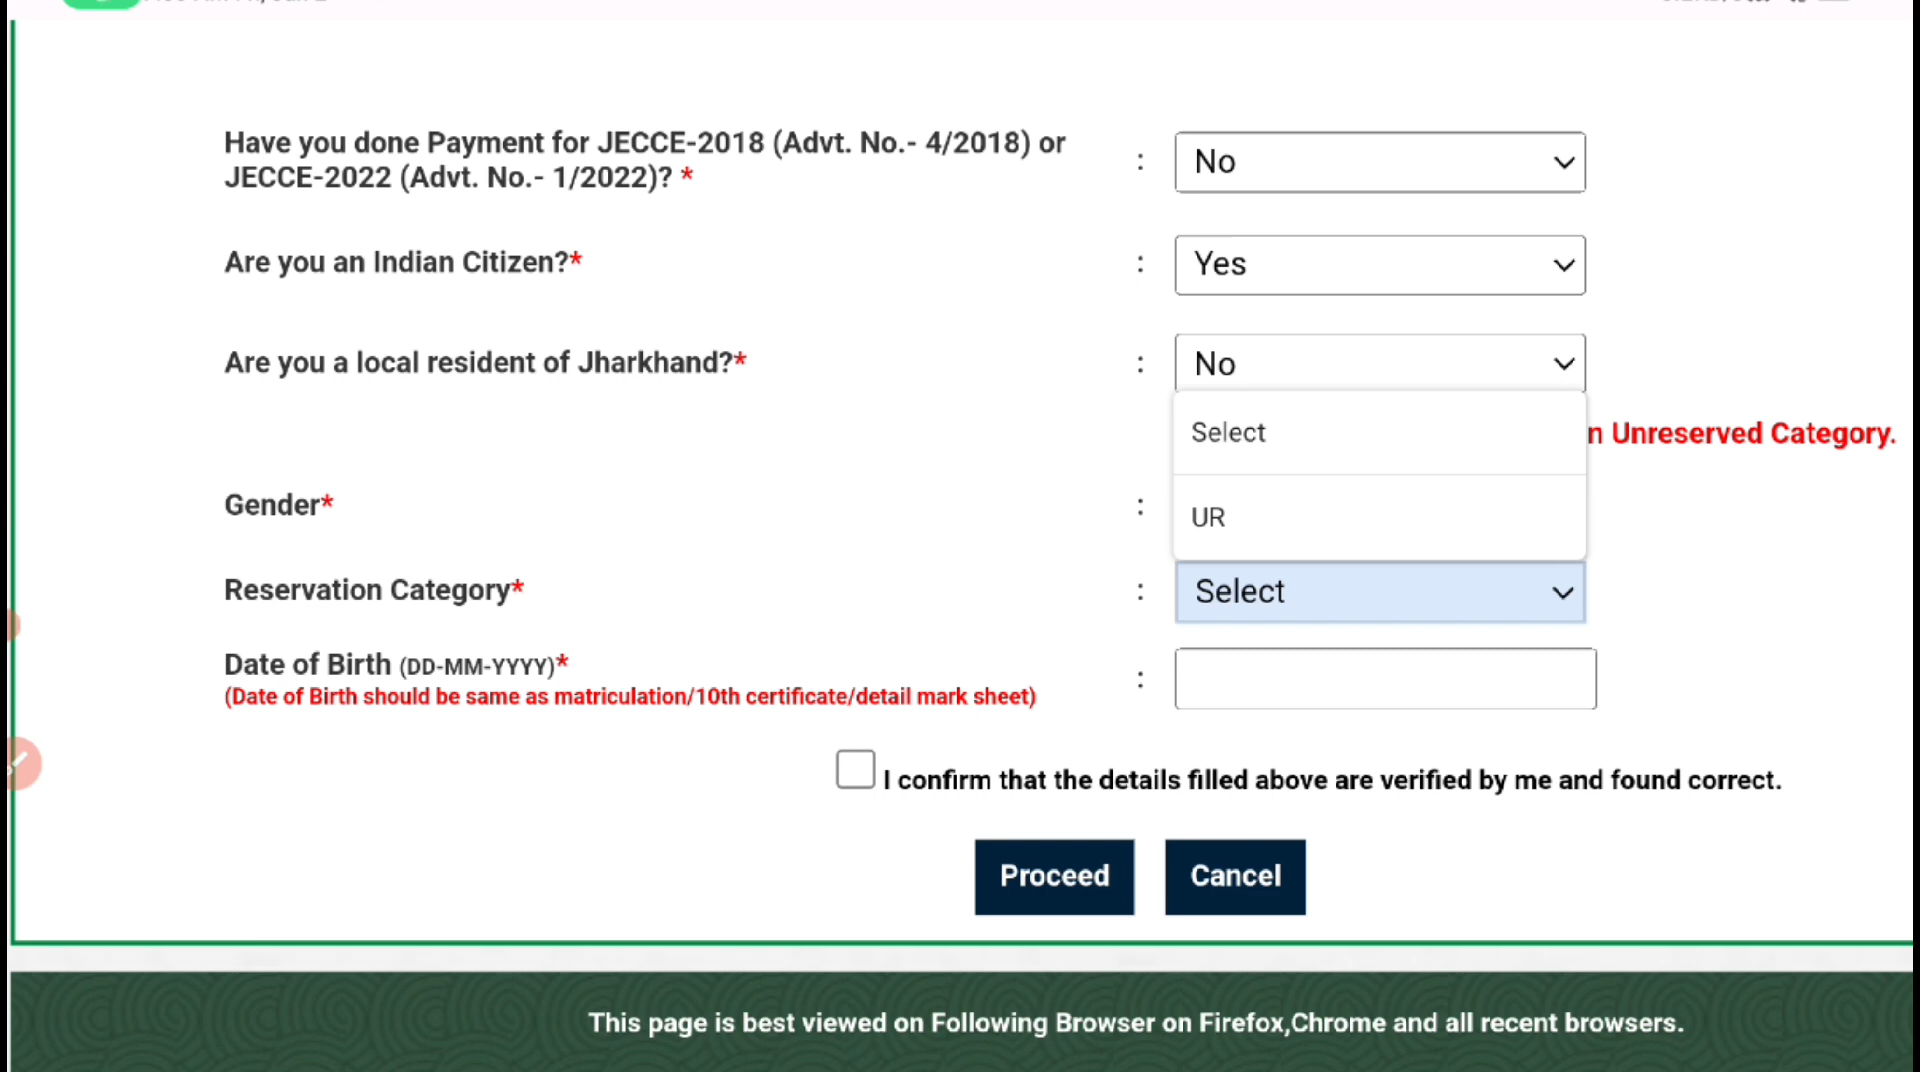 Have you done Payment for JECCE-2018 (Advt. No.- 4/2018) or
JECCE-2022 (Advt. No.- 1/2022)? *
:
No
Are you an Indian Citizen?*
:
Yes
Are you a local resident of Jharkhand?*
:
No
Select
Unreserved Category.
Gender*
:
UR
Reservation Category*
:
Select
Date of Birth (DD-MM-YYYY)*
(Date of Birth should be same as matriculation/10th certificate/detail mark sheet)
:
I confirm that the details filled above are verified by me and found correct.
Proceed
Cancel
This page is best viewed on Following Browser on Firefox,Chrome and all recent browsers.